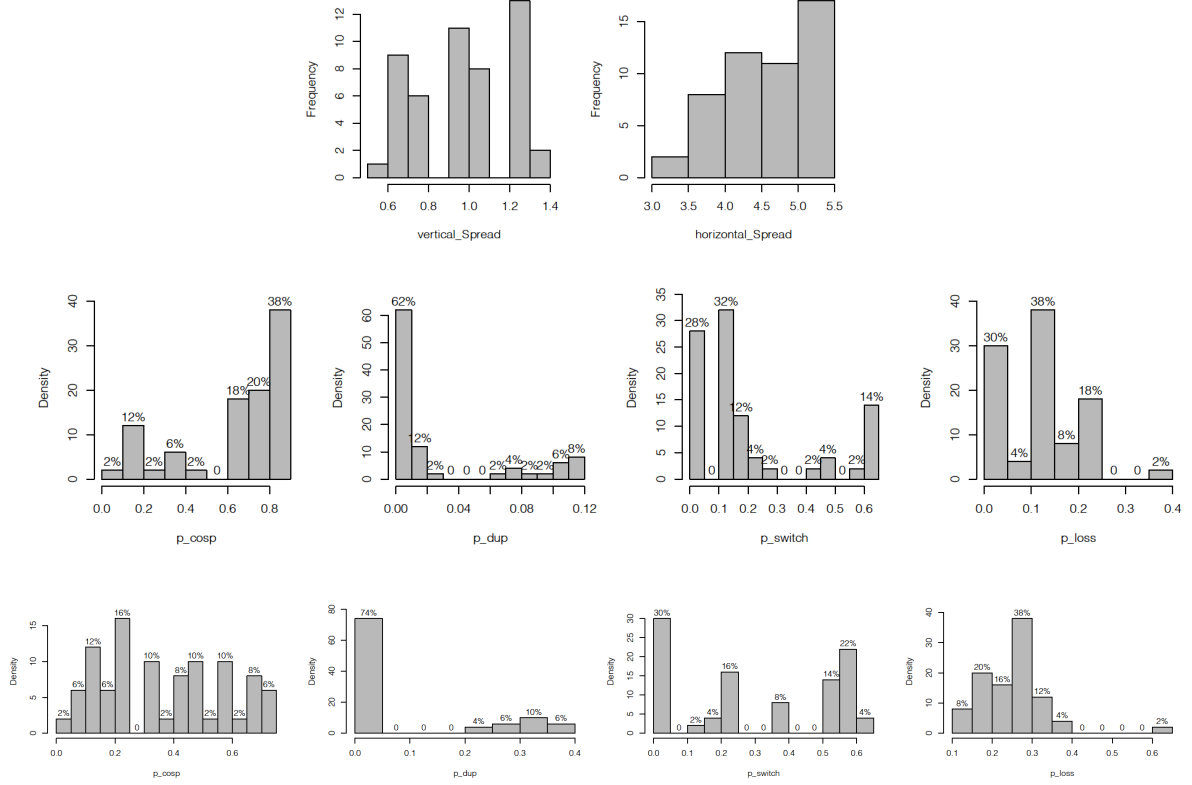 Frequency
0 2 4 6 8 10 12
0.6 0.8 1.0 1.2 1.4
vertical_Spread
Frequency
0 5 10 15
3.0 3.5 4.0 4.5 5.0 5.5
horizontal_Spread
Density
0 10 20 30 40
2% 12% 2% 6% 2% 0 18% 20% 38%
0.0 0.2 0.4 0.6 0.8
p_cosp
Density
0 10 20 30 40 50 60
62% 12% 2% 0 0 0 2% 4% 2% 2% 6% 8%
0.00 0.04 0.08 0.12
p_dup
Density
0 5 10 15 20 25 30 35
28% 0 32% 12% 4% 2% 0 0 2% 4% 0 2% 14%
0.0 0.1 0.2 0.3 0.4 0.5 0.6
p_switch
Density
0 10 20 30 40
30% 4% 38% 8% 18% 0 0 2%
0.0 0.1 0.2 0.3 0.4
p_loss
Density
0 5 10 15
2% 6% 12% 6% 16% 0 10% 2% 8% 10% 2% 10% 2% 8% 6%
0.0 0.2 0.4 0.6
p_cosp
Density
0 20 40 60 80
74% 0 0 0 4% 6% 10% 6%
0.0 0.1 0.2 0.3 0.4
p_dup
Density
0 5 10 15 20 25 30
30% 0 2% 4% 16% 0 0 8% 0 0 14% 22% 4%
0.0 0.1 0.2 0.3 0.4 0.5 0.6
p_switch
Density
0 10 20 30 40
8% 20% 16% 38% 12% 4% 0 0 0 0 2%
0.1 0.2 0.3 0.4 0.5 0.6
p_loss